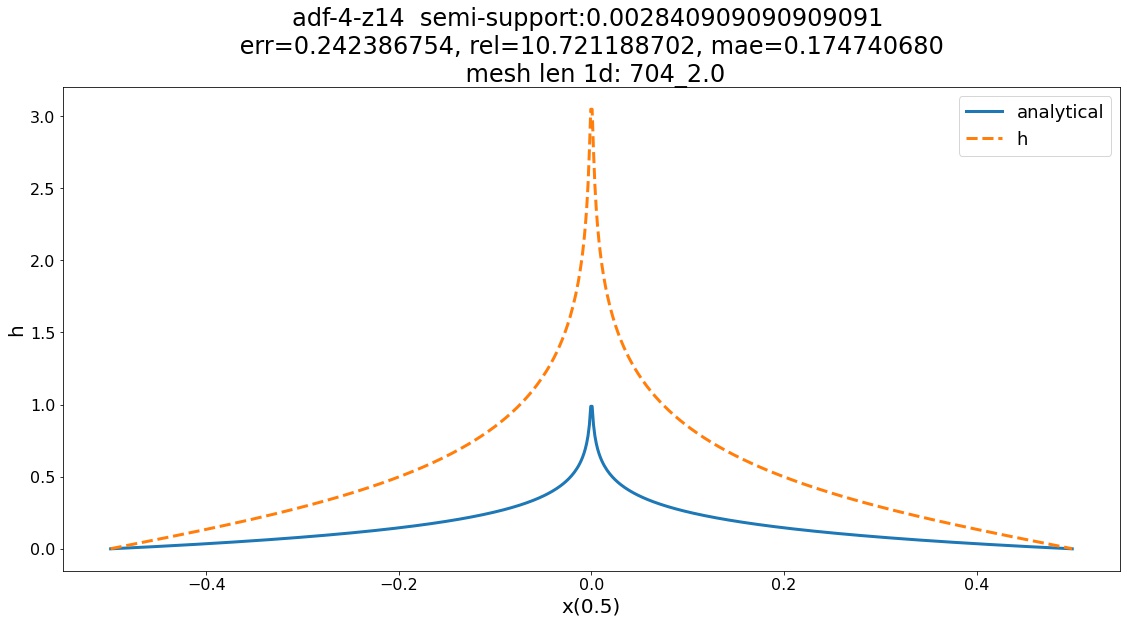 adf-4-z14  semi-support:0.002840909090909091
err=0.242386754, rel=10.721188702, mae=0.174740680
mesh len 1d: 704_2.0
analytical
h
3.0
2.5
2.0
1.5
1.0
0.5
0.0
h
−0.4
−0.2
0.0
0.2
0.4
x(0.5)